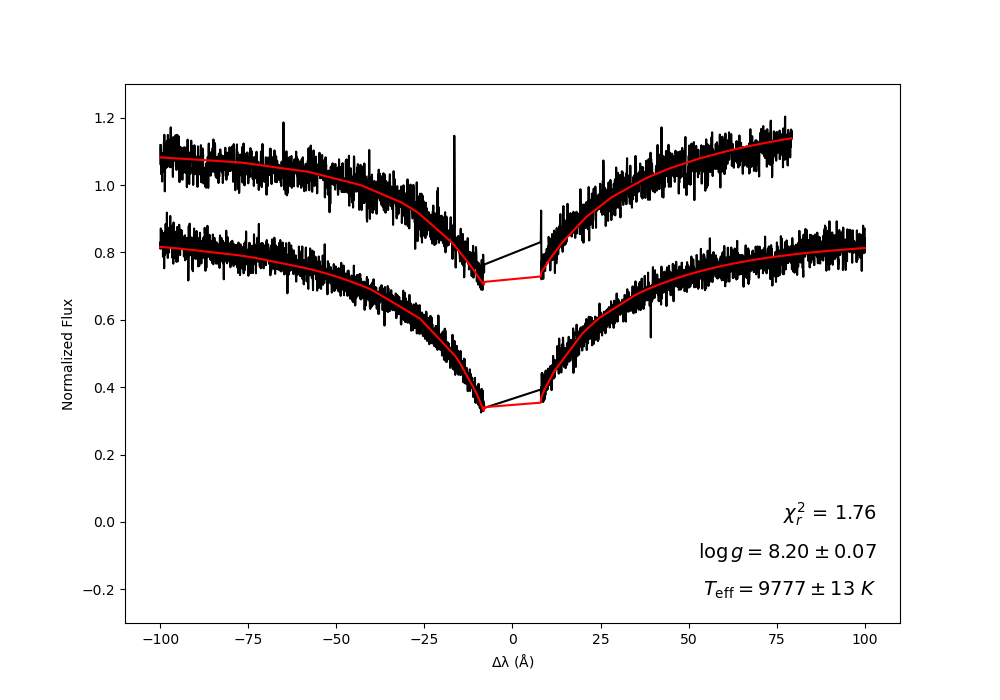 1.2
1.0
0.8
0.6
0.4
0.2
0.0
−0.2
Normalized Flux
χ²ᵣ = 1.76
log g = 8.20 ± 0.07
T_eff = 9777 ± 13 K
−100 −75 −50 −25 0 25 50 75 100
Δλ (Å)